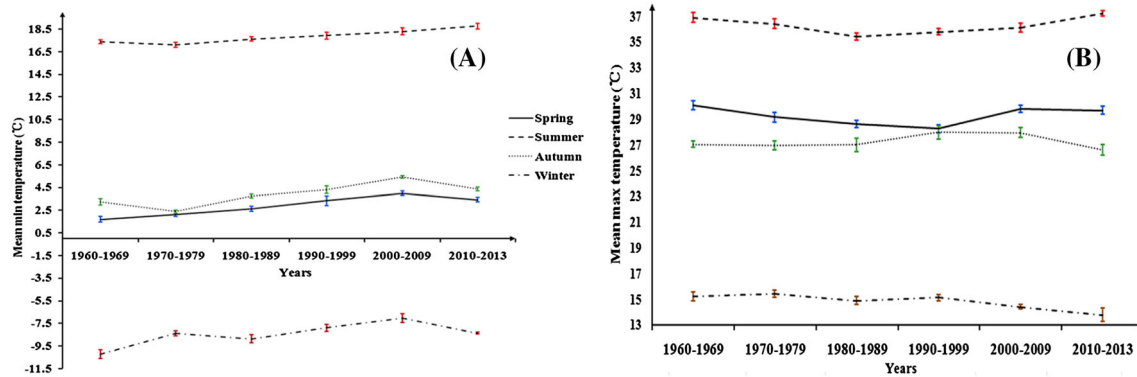 18.5
16.5
14.5
12.5
10.5
8.5
6.5
4.5
2.5
0.5
-1.5
-3.5
-5.5
-7.5
-9.5
-11.5
Mean min temperature (℃)
1960-1969 1970-1979 1980-1989 1990-1999 2000-2009 2010-2013
Years
(A)
Spring
Summer
Autumn
Winter
37
35
33
31
29
27
25
23
21
19
17
15
13
Mean max temperature (℃)
(B)
1960-1969 1970-1979 1980-1989 1990-1999 2000-2009 2010-2013
Years